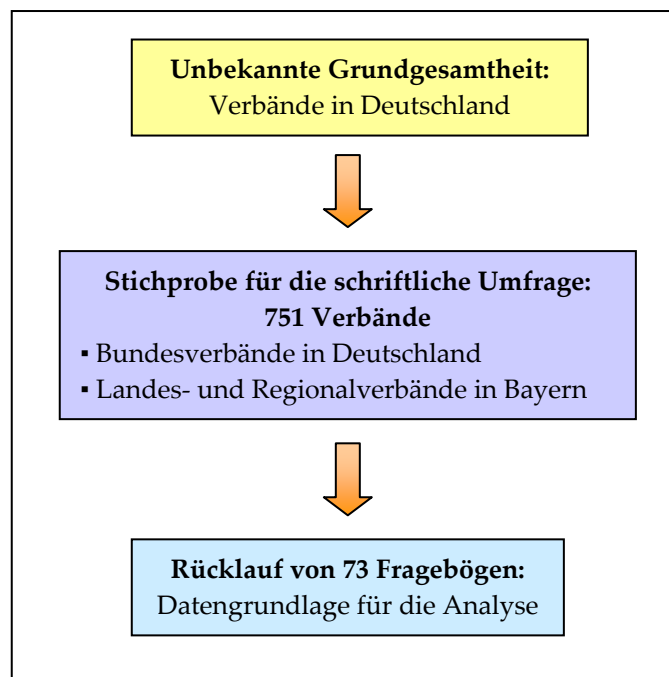 Unbekannte Grundgesamtheit:
Verbände in Deutschland
Stichprobe für die schriftliche Umfrage:
751 Verbände
▪ Bundesverbände in Deutschland
▪ Landes- und Regionalverbände in Bayern
Rücklauf von 73 Fragebögen:
Datengrundlage für die Analyse